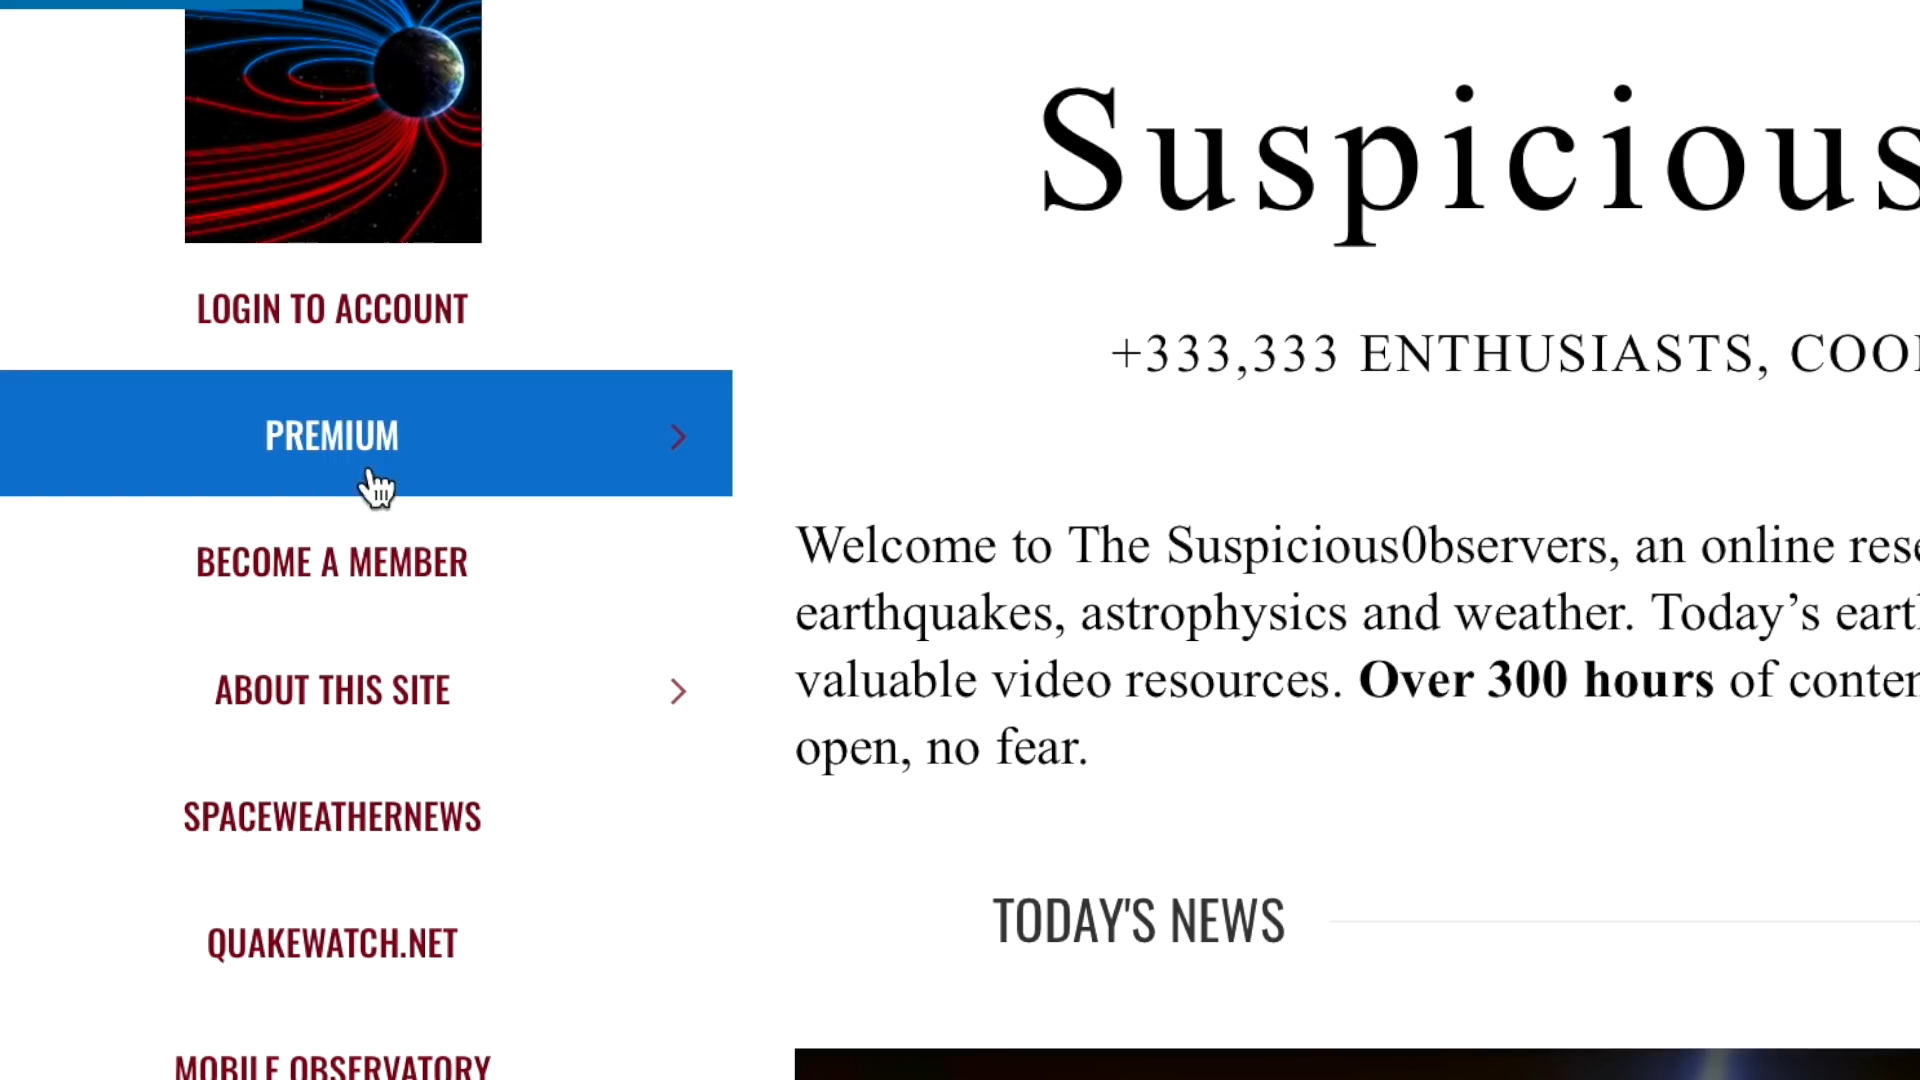 LOGIN TO ACCOUNT
PREMIUM
BECOME A MEMBER
ABOUT THIS SITE
SPACEWEATHERNEWS
QUAKEWATCH.NET
MOBILE OBSERVATORY
Suspicious
+333,333 ENTHUSIASTS,
Welcome to The Suspicious0bservers, an online
earthquakes, astrophysics and weather. Today’s
valuable video resources. Over 300 hours of
open, no fear.
TODAY'S NEWS